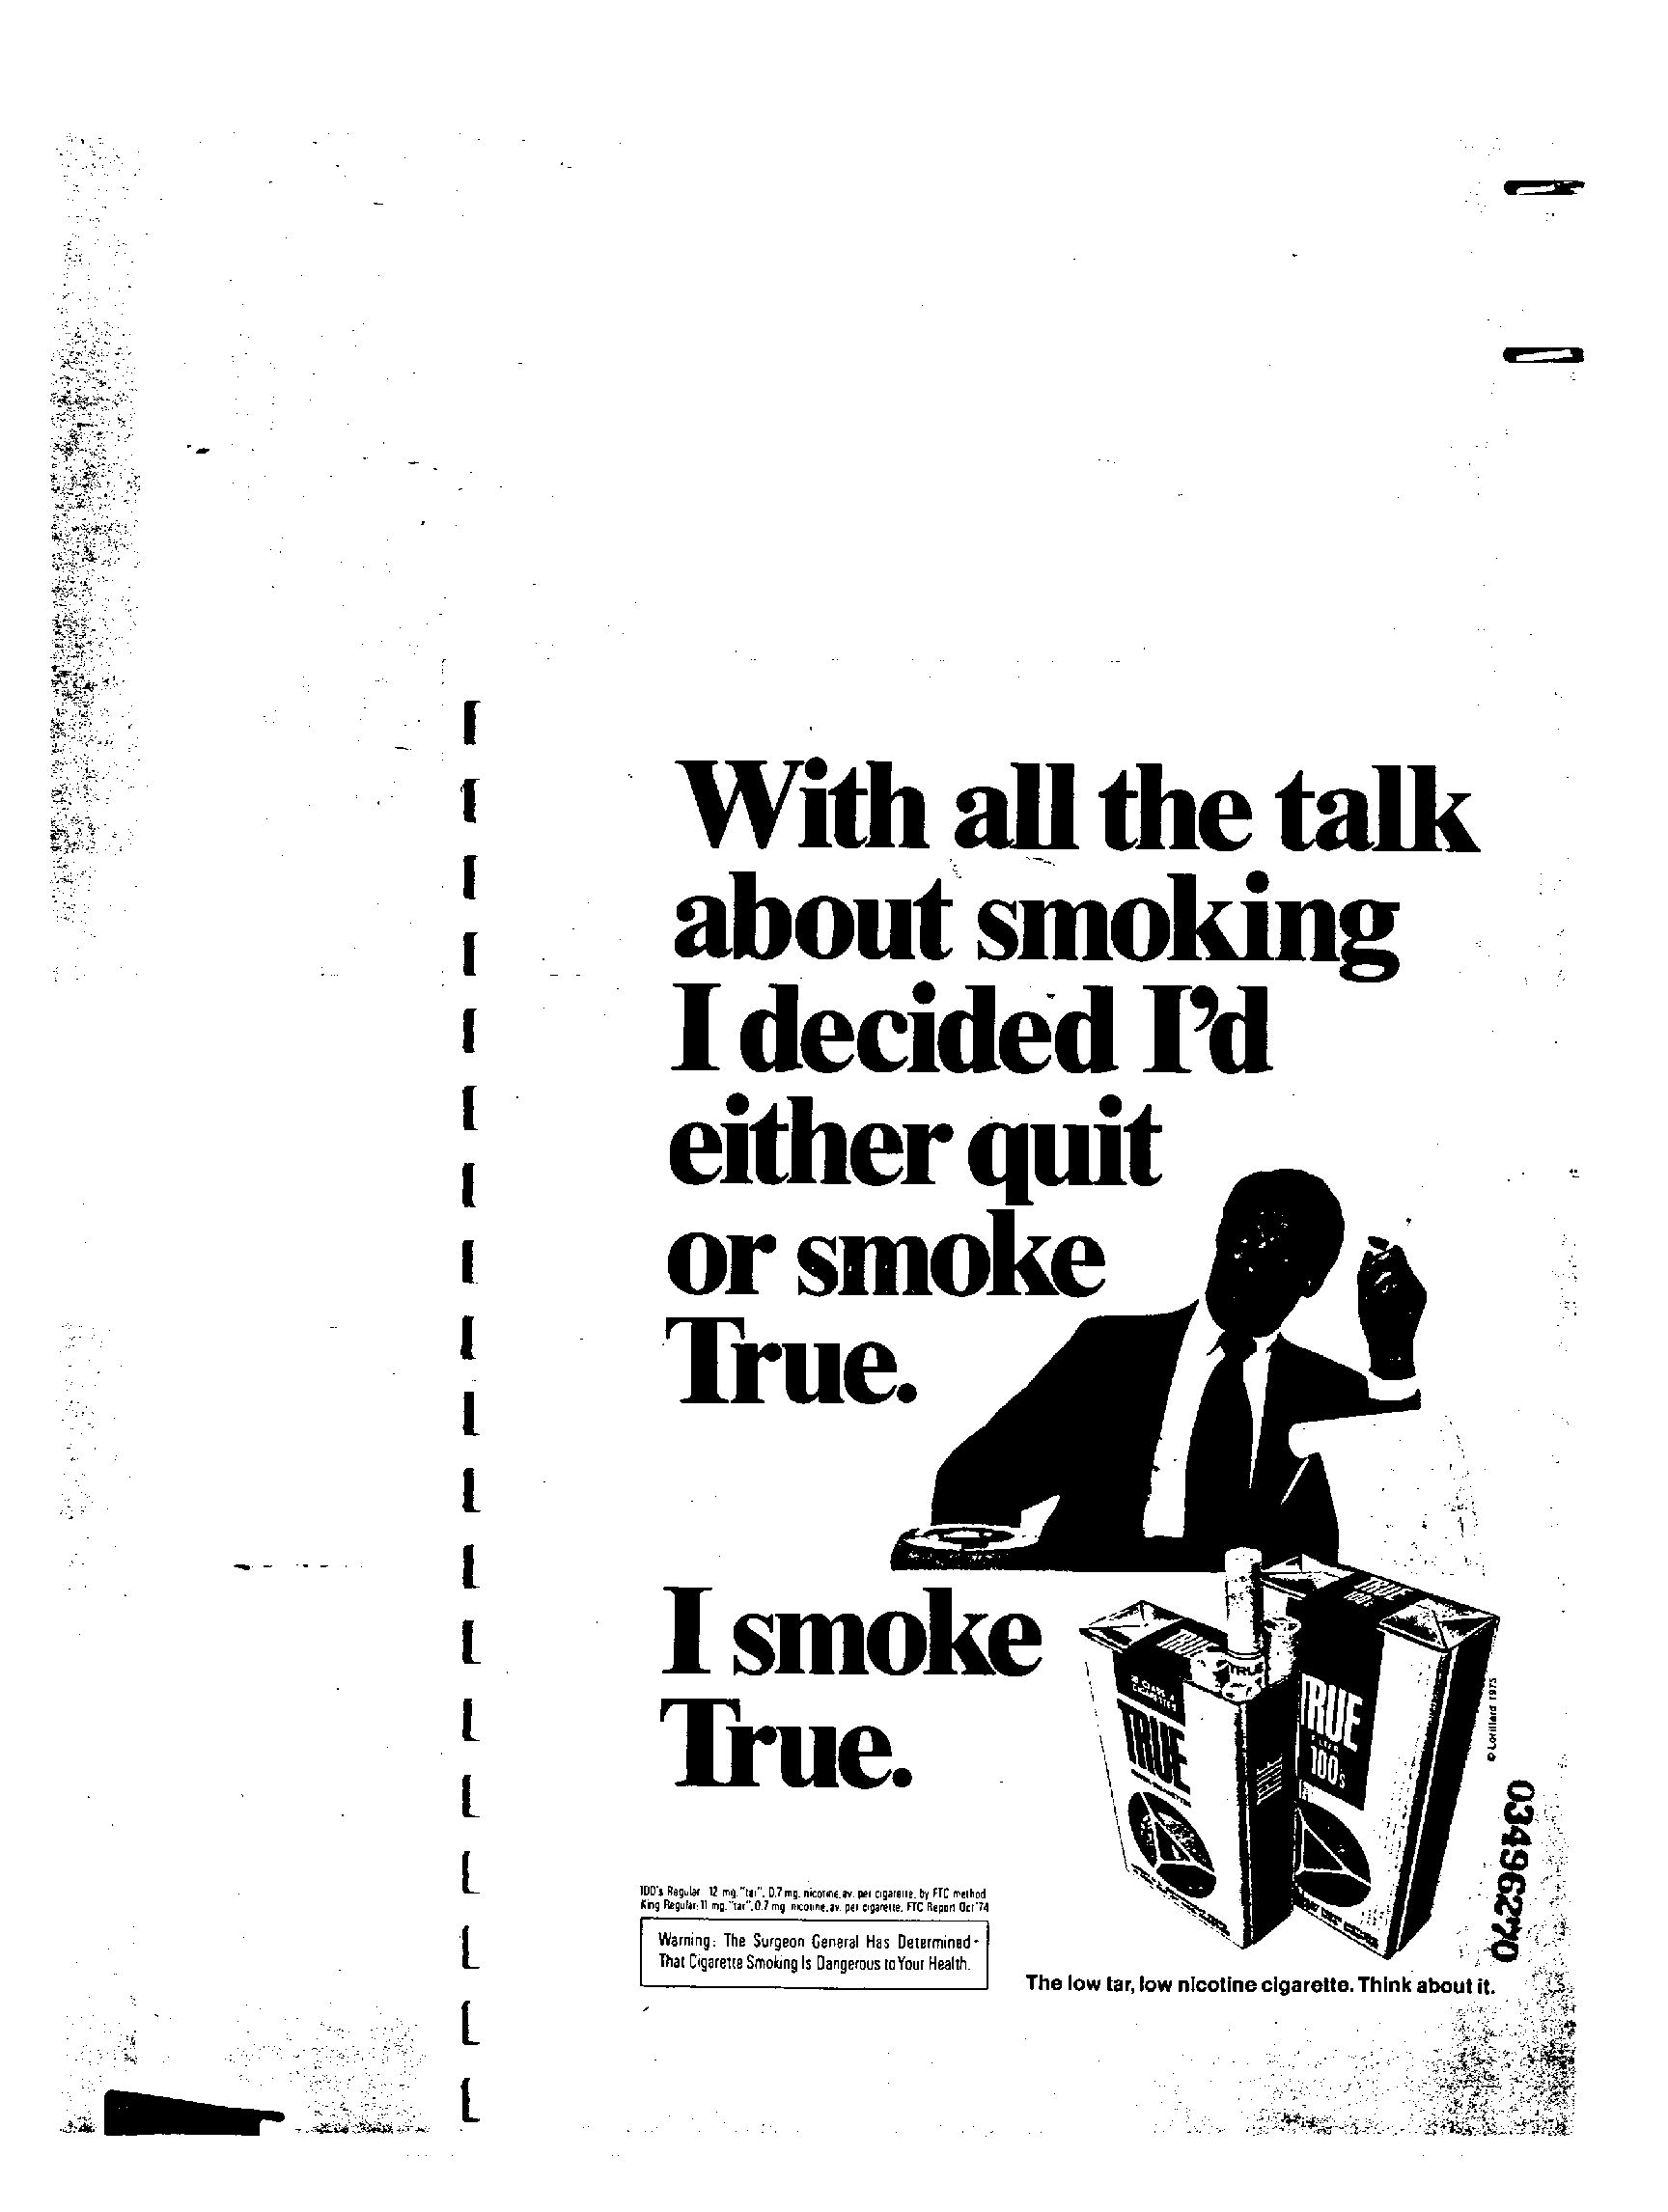 With all the talk
about smoking
I decided I'd
either quit
or smoke
True.
I smoke
True.
TRUE
TRUE
TRUE
100's
© Lorillard 1975
03496270
100's Regular: 12 mg. "tar", 0.7 mg. nicotine, av. per cigarette, by FTC method
King Regular: 11 mg. "tar", 0.7 mg. nicotine, av. per cigarette, FTC Report Oct '74
Warning: The Surgeon General Has Determined
That Cigarette Smoking Is Dangerous to Your Health.
The low tar, low nicotine cigarette. Think about it.